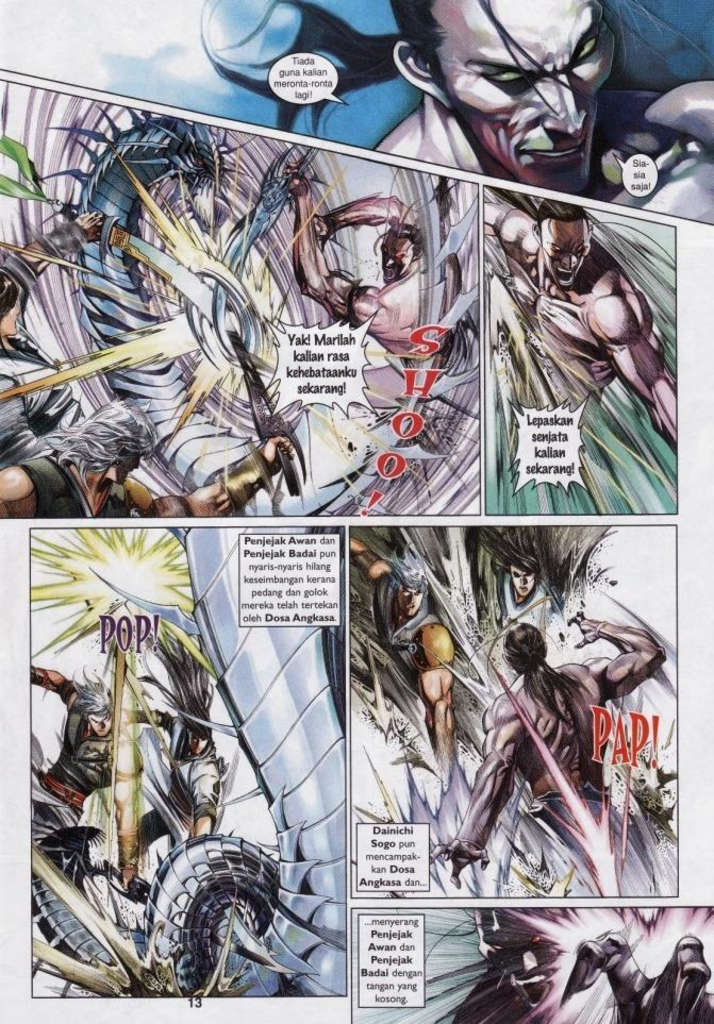 Tiada
guna kalian
meronta-ronta
lagi!
Sia-
sia
saja!
Yak! Marilah
kalian rasa
kehebataanku
sekarang!
SHOO!
Lepaskan
senjata
kalian
sekarang!
Penjejak Awan dan
Penjejak Badai pun
nyaris-nyaris hilang
keseimbangan kerana
pedang dan golok
mereka telah tertekan
oleh Dosa Angkasa.
POP!
PAP!
Dainichi
Sogo pun
mencampak-
kan Dosa
Angkasa dan...
...menyerang
Penjejak
Awan dan
Penjejak
Badai dengan
tangan yang
kosong.
13